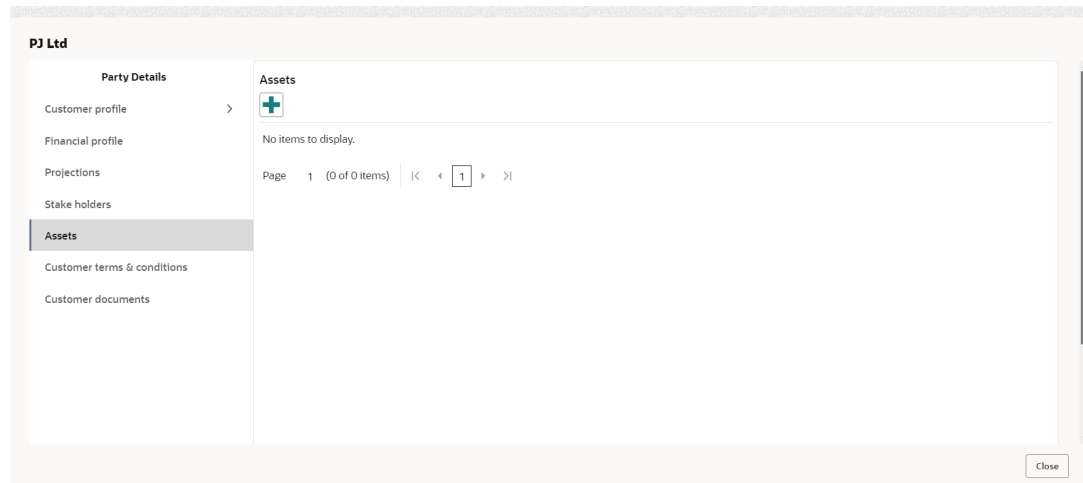 PJ Ltd
Party Details
Customer profile
Financial profile
Projections
Stake holders
Assets
Customer terms & conditions
Customer documents
Assets
No items to display.
Page 1 (0 of 0 items) 1
Close